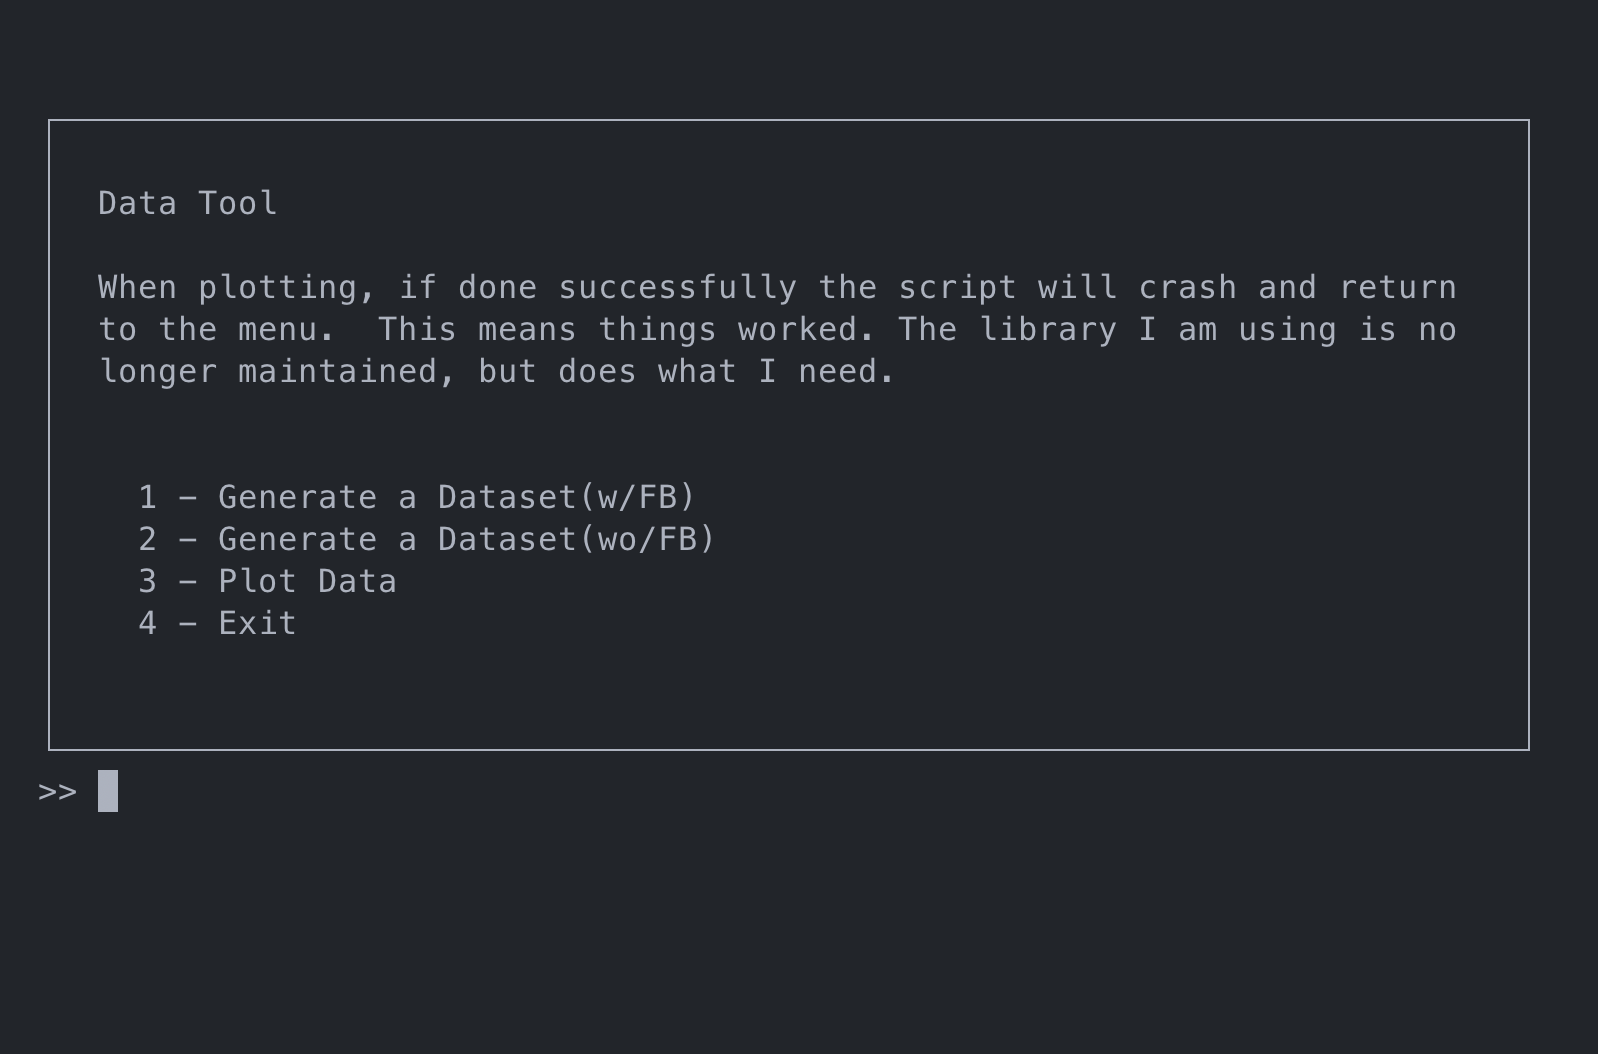 Data Tool
When plotting, if done successfully the script will crash and return
to the menu.  This means things worked. The library I am using is no
longer maintained, but does what I need.
1 – Generate a Dataset(w/FB)
2 – Generate a Dataset(wo/FB)
3 – Plot Data
4 – Exit
>>